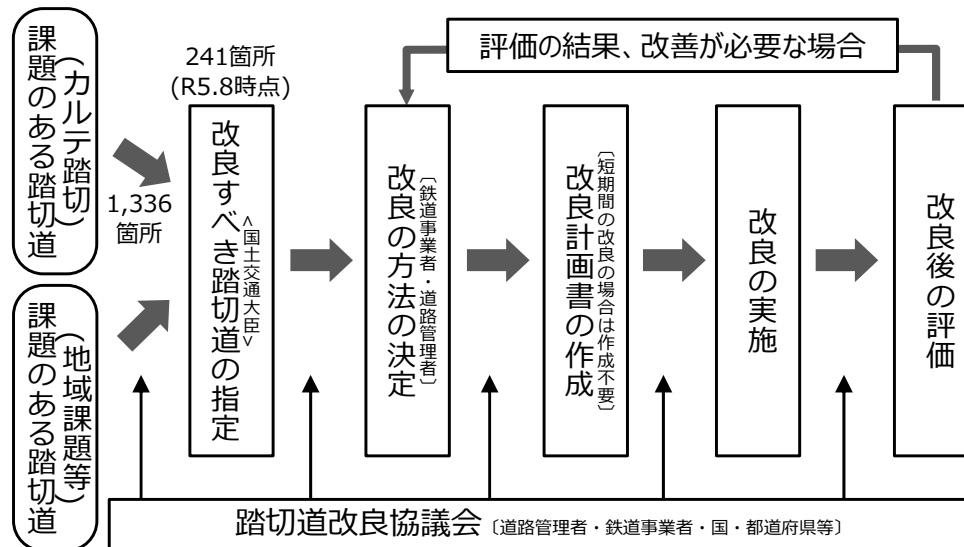 課題のある踏切道
(カルテ踏切)
1,336
箇所
課題のある踏切道
(地域課題等)
241箇所
(R5.8時点)
改良すべき踏切道の指定
<国土交通大臣>
評価の結果、改善が必要な場合
改良の方法の決定
〔鉄道事業者・道路管理者〕
改良計画書の作成
〔短期間の改良の場合は作成不要〕
改良の実施
改良後の評価
踏切道改良協議会〔道路管理者・鉄道事業者・国・都道府県等〕